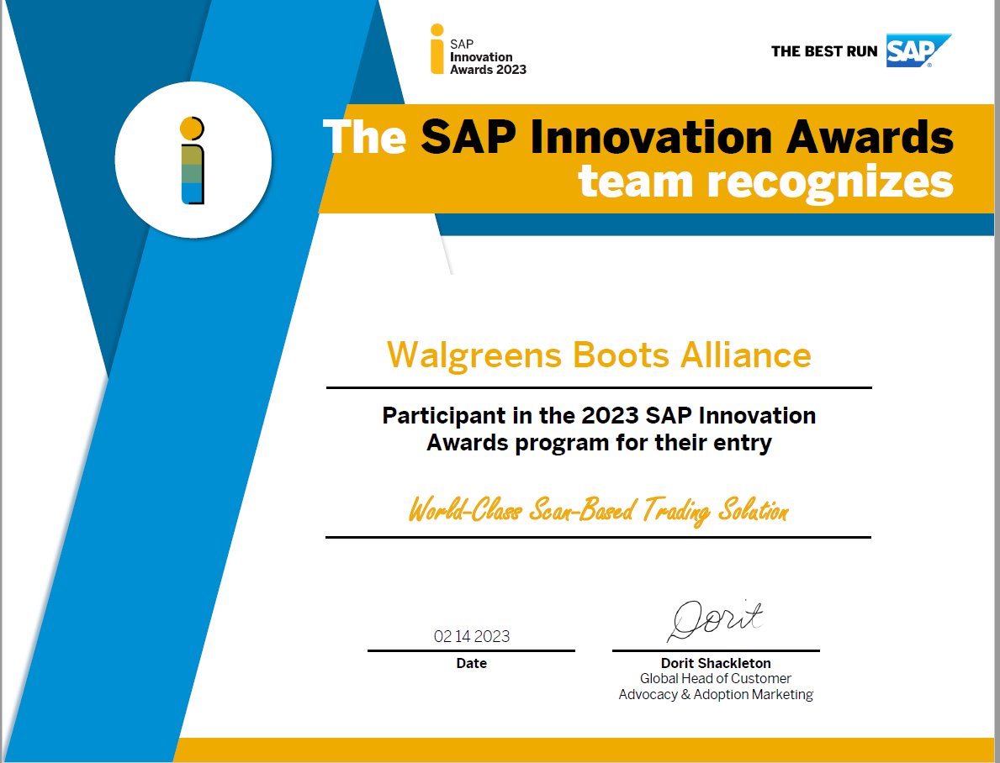 SAP
Innovation
Awards 2023
THE BEST RUN SAP®
The SAP Innovation Awards
team recognizes
Walgreens Boots Alliance
Participant in the 2023 SAP Innovation
Awards program for their entry
World-Class Scan-Based Trading Solution
Dorit
02 14 2023
Date
Dorit Shackleton
Global Head of Customer
Advocacy & Adoption Marketing